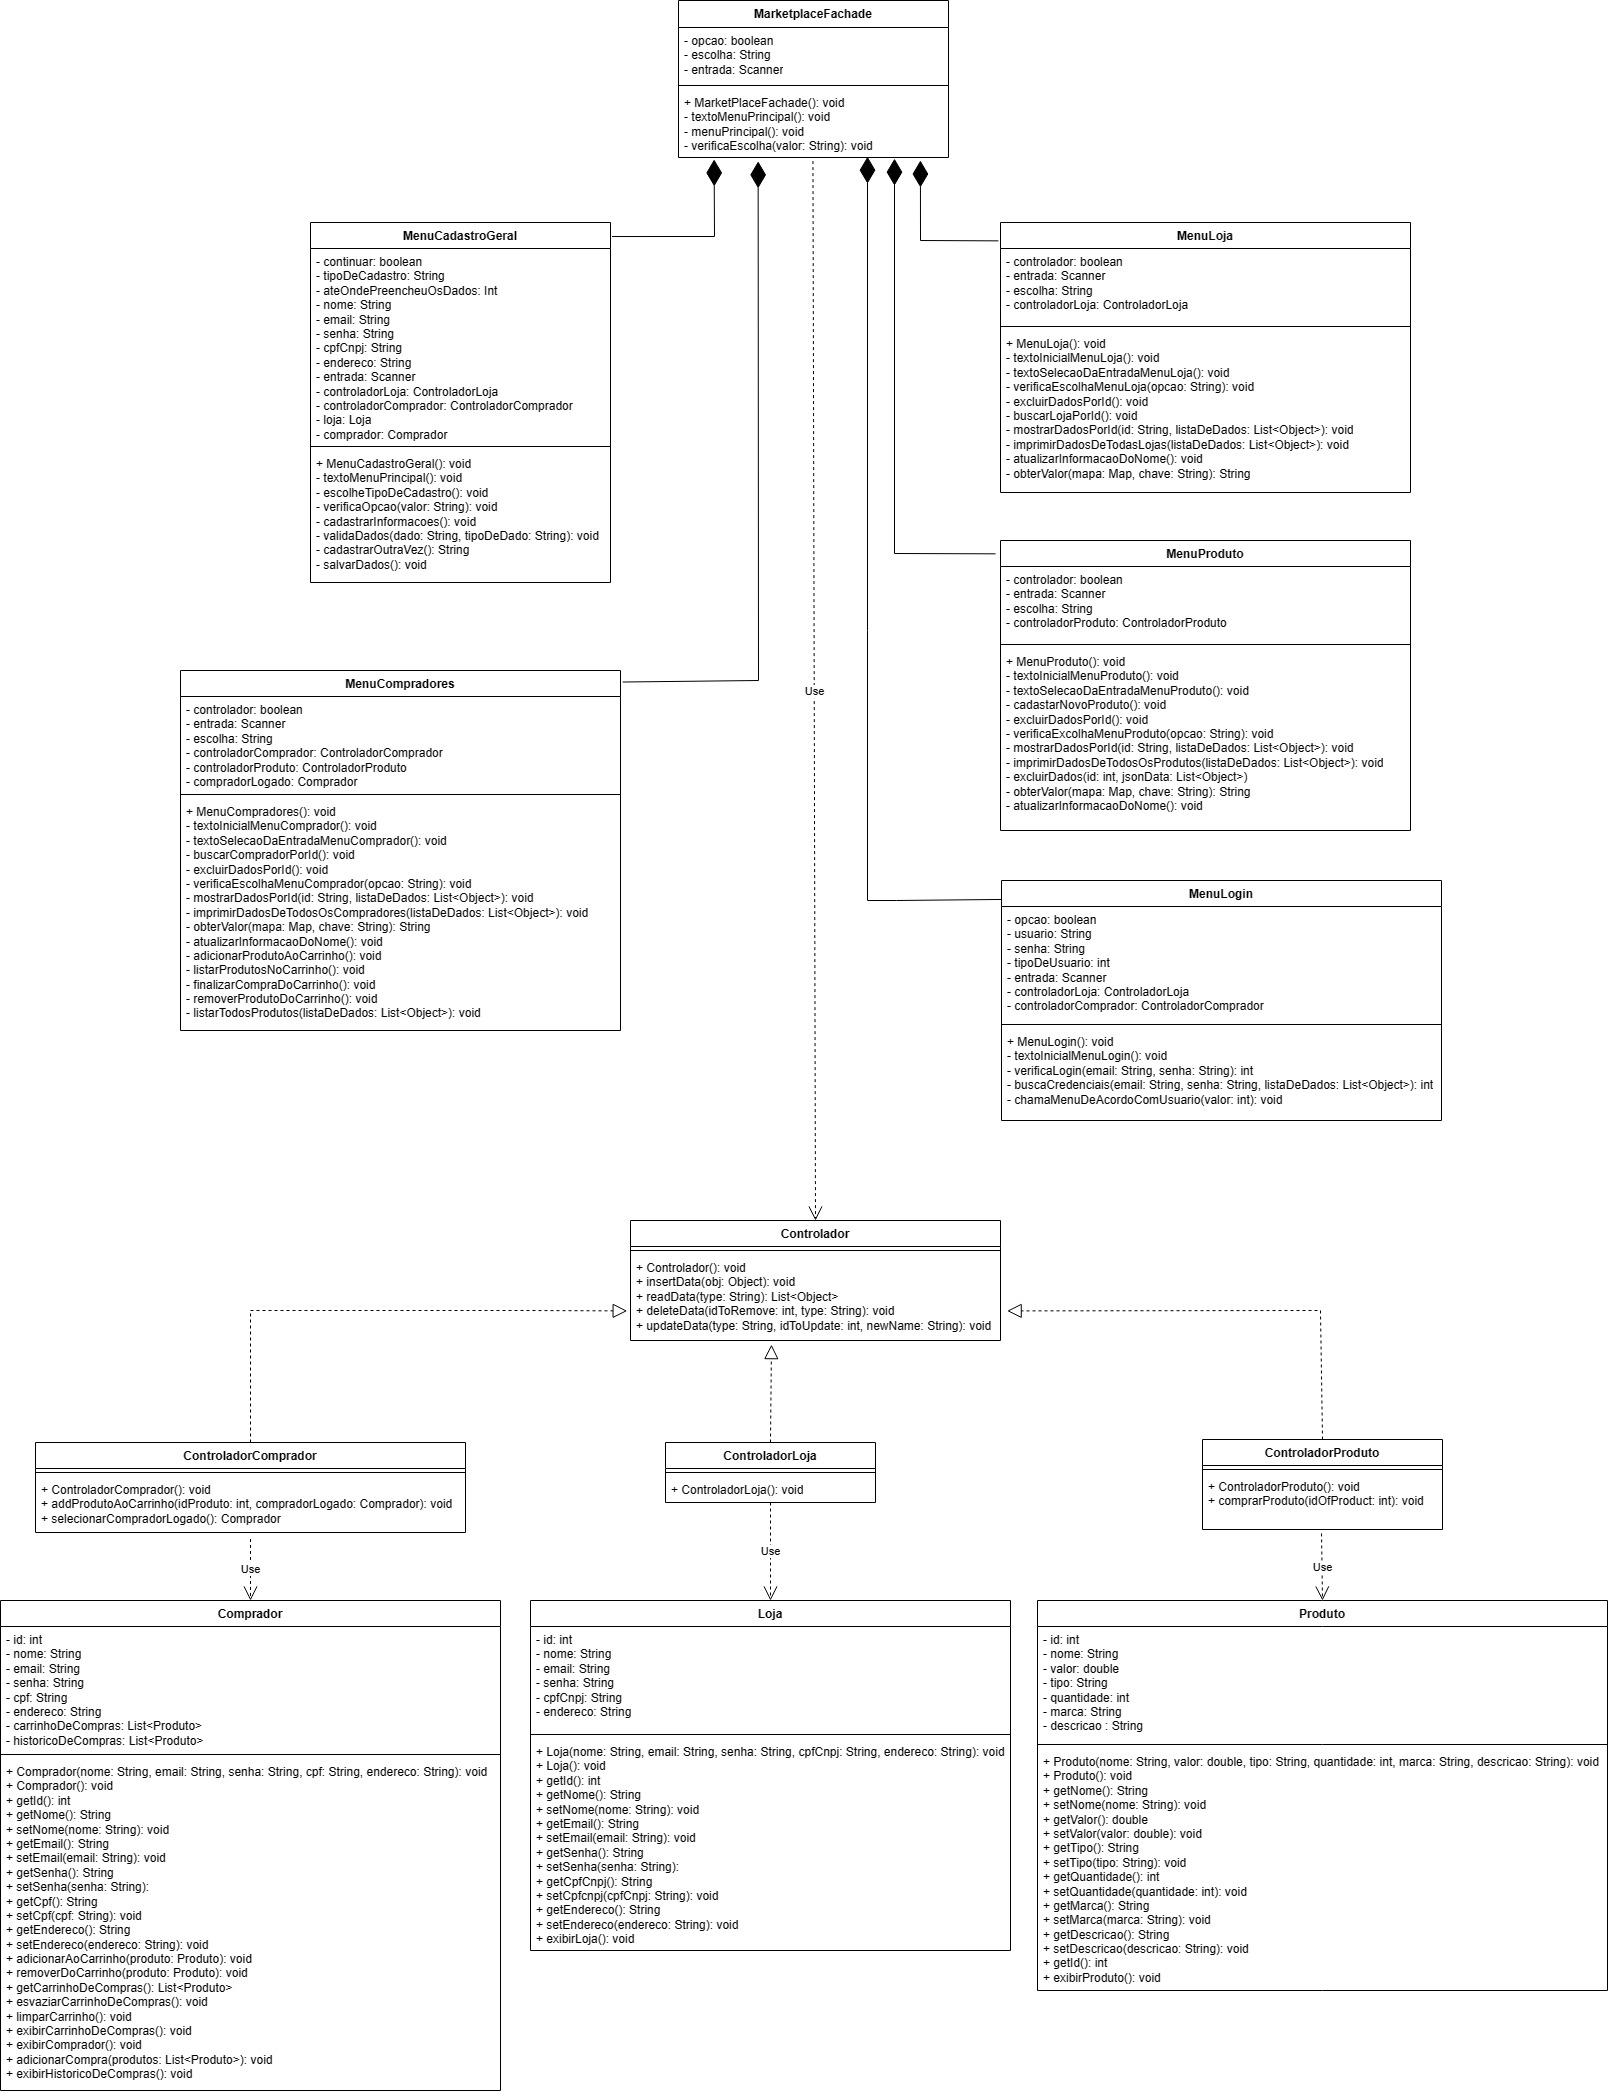 MarketplaceFachade
- opcao: boolean
- escolha: String
- entrada: Scanner
+ MarketPlaceFachade(): void
- textoMenuPrincipal(): void
- menuPrincipal(): void
- verificaEscolha(valor: String): void
MenuCadastroGeral
- continuar: boolean
- tipoDeCadastro: String
- ateOndePreencheuOsDados: Int
- nome: String
- email: String
- senha: String
- cpfCnpj: String
- endereco: String
- entrada: Scanner
- controladorLoja: ControladorLoja
- controladorComprador: ControladorComprador
- loja: Loja
- comprador: Comprador
+ MenuCadastroGeral(): void
- textoMenuPrincipal(): void
- escolheTipoDeCadastro(): void
- verificaOpcao(valor: String): void
- cadastrarInformacoes(): void
- validaDados(dado: String, tipoDeDado: String): void
- cadastrarOutraVez(): String
- salvarDados(): void
MenuLoja
- controlador: boolean
- entrada: Scanner
- escolha: String
- controladorLoja: ControladorLoja
+ MenuLoja(): void
- textoInicialMenuLoja(): void
- textoSelecaoDaEntradaMenuLoja(): void
- verificaEscolhaMenuLoja(opcao: String): void
- excluirDadosPorId(): void
- buscarLojaPorId(): void
- mostrarDadosPorId(id: String, listaDeDados: List<Object>): void
- imprimirDadosDeTodasLojas(listaDeDados: List<Object>): void
- atualizarInformacaoDoNome(): void
- obterValor(mapa: Map, chave: String): String
MenuProduto
- controlador: boolean
- entrada: Scanner
- escolha: String
- controladorProduto: ControladorProduto
+ MenuProduto(): void
- textoInicialMenuProduto(): void
- textoSelecaoDaEntradaMenuProduto(): void
- cadastarNovoProduto(): void
- excluirDadosPorId(): void
- verificaExcolhaMenuProduto(opcao: String): void
- mostrarDadosPorId(id: String, listaDeDados: List<Object>): void
- imprimirDadosDeTodosOsProdutos(listaDeDados: List<Object>): void
- excluirDados(id: int, jsonData: List<Object>)
- obterValor(mapa: Map, chave: String): String
- atualizarInformacaoDoNome(): void
MenuCompradores
- controlador: boolean
- entrada: Scanner
- escolha: String
- controladorComprador: ControladorComprador
- controladorProduto: ControladorProduto
- compradorLogado: Comprador
+ MenuCompradores(): void
- textoInicialMenuComprador(): void
- textoSelecaoDaEntradaMenuComprador(): void
- buscarCompradorPorId(): void
- excluirDadosPorId(): void
- verificaEscolhaMenuComprador(opcao: String): void
- mostrarDadosPorId(id: String, listaDeDados: List<Object>): void
- imprimirDadosDeTodosOsCompradores(listaDeDados: List<Object>): void
- obterValor(mapa: Map, chave: String): String
- atualizarInformacaoDoNome(): void
- adicionarProdutoAoCarrinho(): void
- listarProdutosNoCarrinho(): void
- finalizarCompraDoCarrinho(): void
- removerProdutoDoCarrinho(): void
- listarTodosProdutos(listaDeDados: List<Object>): void
Use
MenuLogin
- opcao: boolean
- usuario: String
- senha: String
- tipoDeUsuario: int
- entrada: Scanner
- controladorLoja: ControladorLoja
- controladorComprador: ControladorComprador
+ MenuLogin(): void
- textoInicialMenuLogin(): void
- verificaLogin(email: String, senha: String): int
- buscaCredenciais(email: String, senha: String, listaDeDados: List<Object>): int
- chamaMenuDeAcordoComUsuario(valor: int): void
Controlador
+ Controlador(): void
+ insertData(obj: Object): void
+ readData(type: String): List<Object>
+ deleteData(idToRemove: int, type: String): void
+ updateData(type: String, idToUpdate: int, newName: String): void
ControladorComprador
+ ControladorComprador(): void
+ addProdutoAoCarrinho(idProduto: int, compradorLogado: Comprador): void
+ selecionarCompradorLogado(): Comprador
ControladorLoja
+ ControladorLoja(): void
ControladorProduto
+ ControladorProduto(): void
+ comprarProduto(idOfProduct: int): void
Use
Use
Use
Comprador
- id: int
- nome: String
- email: String
- senha: String
- cpf: String
- endereco: String
- carrinhoDeCompras: List<Produto>
- historicoDeCompras: List<Produto>
+ Comprador(nome: String, email: String, senha: String, cpf: String, endereco: String): void
+ Comprador(): void
+ getId(): int
+ getNome(): String
+ setNome(nome: String): void
+ getEmail(): String
+ setEmail(email: String): void
+ getSenha(): String
+ setSenha(senha: String):
+ getCpf(): String
+ setCpf(cpf: String): void
+ getEndereco(): String
+ setEndereco(endereco: String): void
+ adicionarAoCarrinho(produto: Produto): void
+ removerDoCarrinho(produto: Produto): void
+ getCarrinhoDeCompras(): List<Produto>
+ esvaziarCarrinhoDeCompras(): void
+ limparCarrinho(): void
+ exibirCarrinhoDeCompras(): void
+ exibirComprador(): void
+ adicionarCompra(produtos: List<Produto>): void
+ exibirHistoricoDeCompras(): void
Loja
- id: int
- nome: String
- email: String
- senha: String
- cpfCnpj: String
- endereco: String
+ Loja(nome: String, email: String, senha: String, cpfCnpj: String, endereco: String): void
+ Loja(): void
+ getId(): int
+ getNome(): String
+ setNome(nome: String): void
+ getEmail(): String
+ setEmail(email: String): void
+ getSenha(): String
+ setSenha(senha: String):
+ getCpfCnpj(): String
+ setCpfcnpj(cpfCnpj: String): void
+ getEndereco(): String
+ setEndereco(endereco: String): void
+ exibirLoja(): void
Produto
- id: int
- nome: String
- valor: double
- tipo: String
- quantidade: int
- marca: String
- descricao : String
+ Produto(nome: String, valor: double, tipo: String, quantidade: int, marca: String, descricao: String): void
+ Produto(): void
+ getNome(): String
+ setNome(nome: String): void
+ getValor(): double
+ setValor(valor: double): void
+ getTipo(): String
+ setTipo(tipo: String): void
+ getQuantidade(): int
+ setQuantidade(quantidade: int): void
+ getMarca(): String
+ setMarca(marca: String): void
+ getDescricao(): String
+ setDescricao(descricao: String): void
+ getId(): int
+ exibirProduto(): void